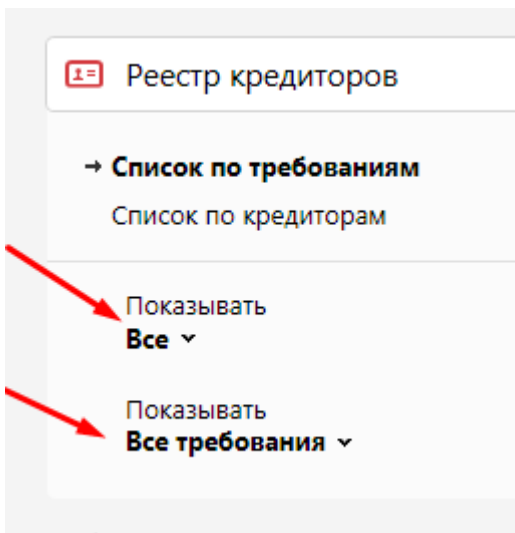 Реестр кредиторов
→ Список по требованиям
Список по кредиторам
Показывать
Все
Показывать
Все требования